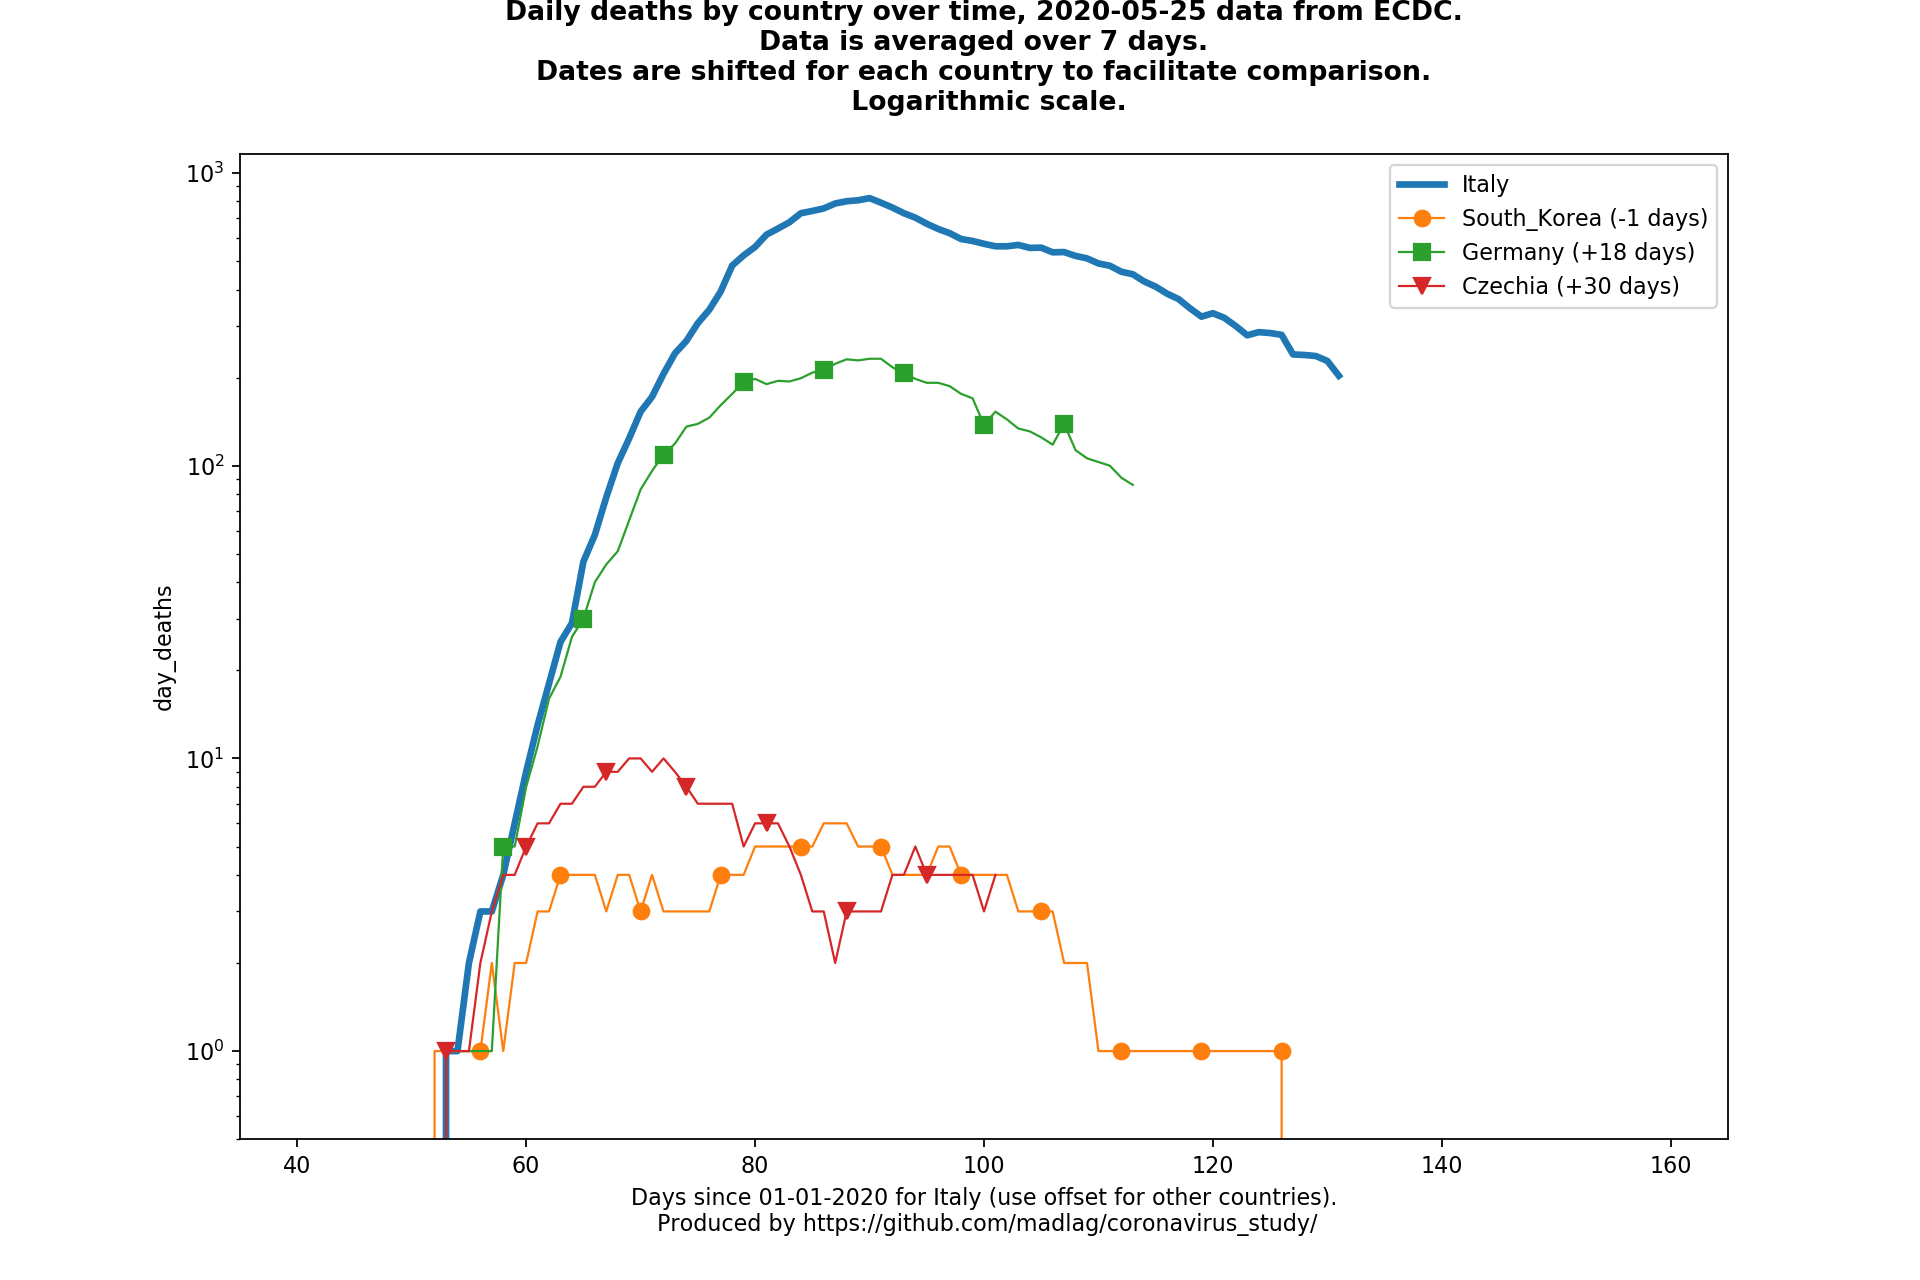 Daily deaths by country over time, 2020-05-25 data from ECDC.
Data is averaged over 7 days.
Dates are shifted for each country to facilitate comparison.
Logarithmic scale.
10³
10²
10¹
10⁰
day_deaths
Italy
South_Korea (-1 days)
Germany (+18 days)
Czechia (+30 days)
40 60 80 100 120 140 160
Days since 01-01-2020 for Italy (use offset for other countries).
Produced by https://github.com/madlag/coronavirus_study/